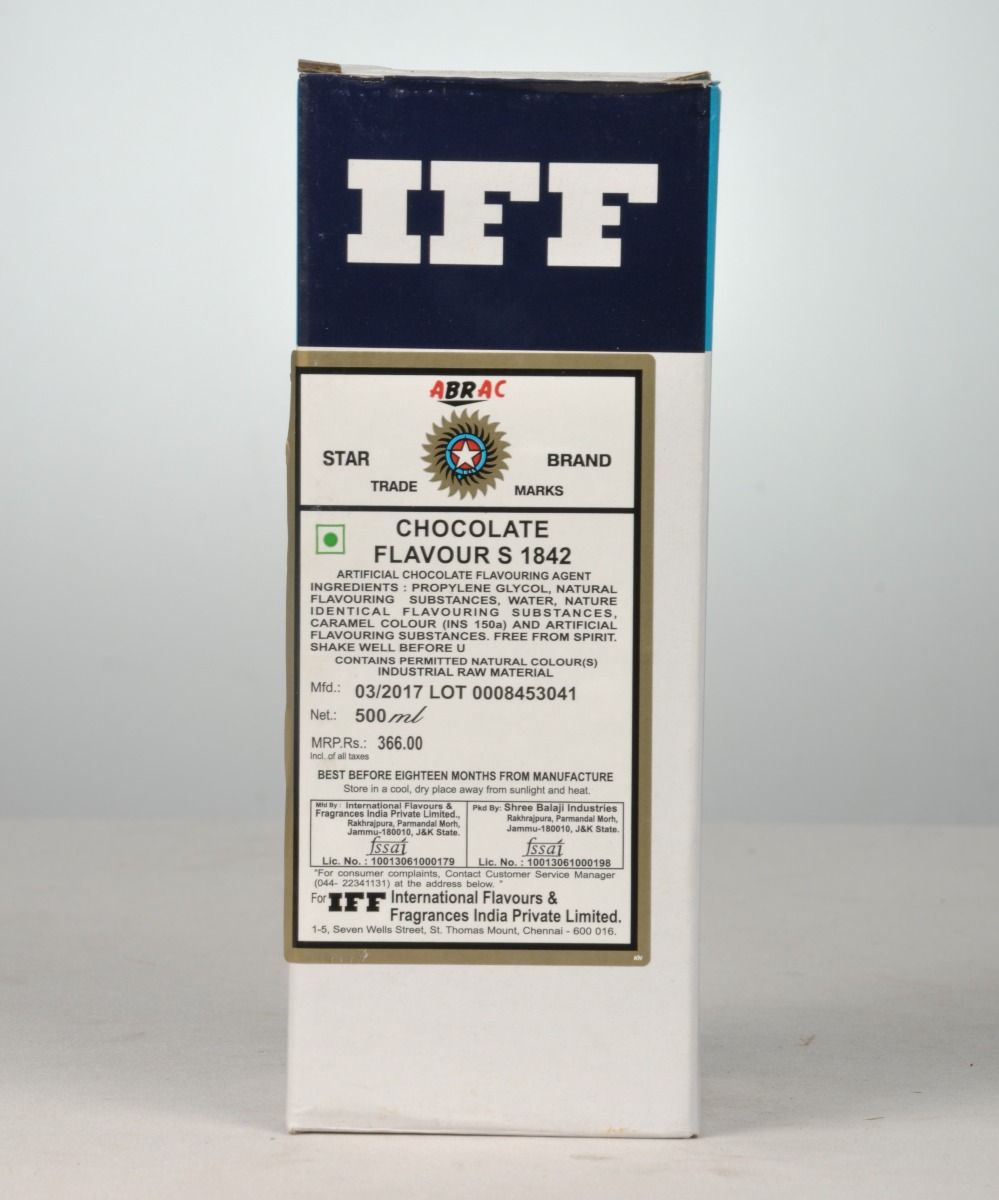 IFF
ABRAC
STAR BRAND
TRADE MARKS
CHOCOLATE
FLAVOUR S 1842
ARTIFICIAL CHOCOLATE FLAVOURING AGENT
INGREDIENTS : PROPYLENE GLYCOL, NATURAL
FLAVOURING SUBSTANCES, WATER, NATURE
IDENTICAL FLAVOURING SUBSTANCES,
CARAMEL COLOUR (INS 150a) AND ARTIFICIAL
FLAVOURING SUBSTANCES. FREE FROM SPIRIT.
SHAKE WELL BEFORE U
CONTAINS PERMITTED NATURAL COLOUR(S)
INDUSTRIAL RAW MATERIAL
Mfd.: 03/2017 LOT 0008453041
Net.: 500 ml
MRP.Rs.: 366.00
Incl. of all taxes
BEST BEFORE EIGHTEEN MONTHS FROM MANUFACTURE
Store in a cool, dry place away from sunlight and heat.
Mfd By : International Flavours &
Fragrances India Private Limited.,
Rakhrajpura, Parmandal Morh,
Jammu-180010, J&K State.
fssai
Lic. No. : 10013061000179
Pkd By: Shree Balaji Industries
Rakhrajpura, Parmandal Morh,
Jammu-180010, J&K State.
fssai
Lic. No. : 10013061000198
"For consumer complaints, Contact Customer Service Manager
(044- 22341131) at the address below. "
For IFF International Flavours &
Fragrances India Private Limited.
1-5, Seven Wells Street, St. Thomas Mount, Chennai - 600 016.